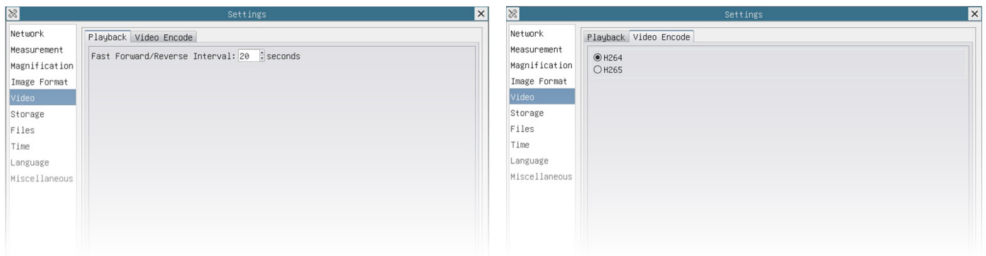 Settings
Network
Measurement
Magnification
Image Format
Video
Storage
Files
Time
Language
Miscellaneous
Playback Video Encode
Fast Forward/Reverse Interval: 20 seconds
Settings
Network
Measurement
Magnification
Image Format
Video
Storage
Files
Time
Language
Miscellaneous
Playback Video Encode
H264
H265